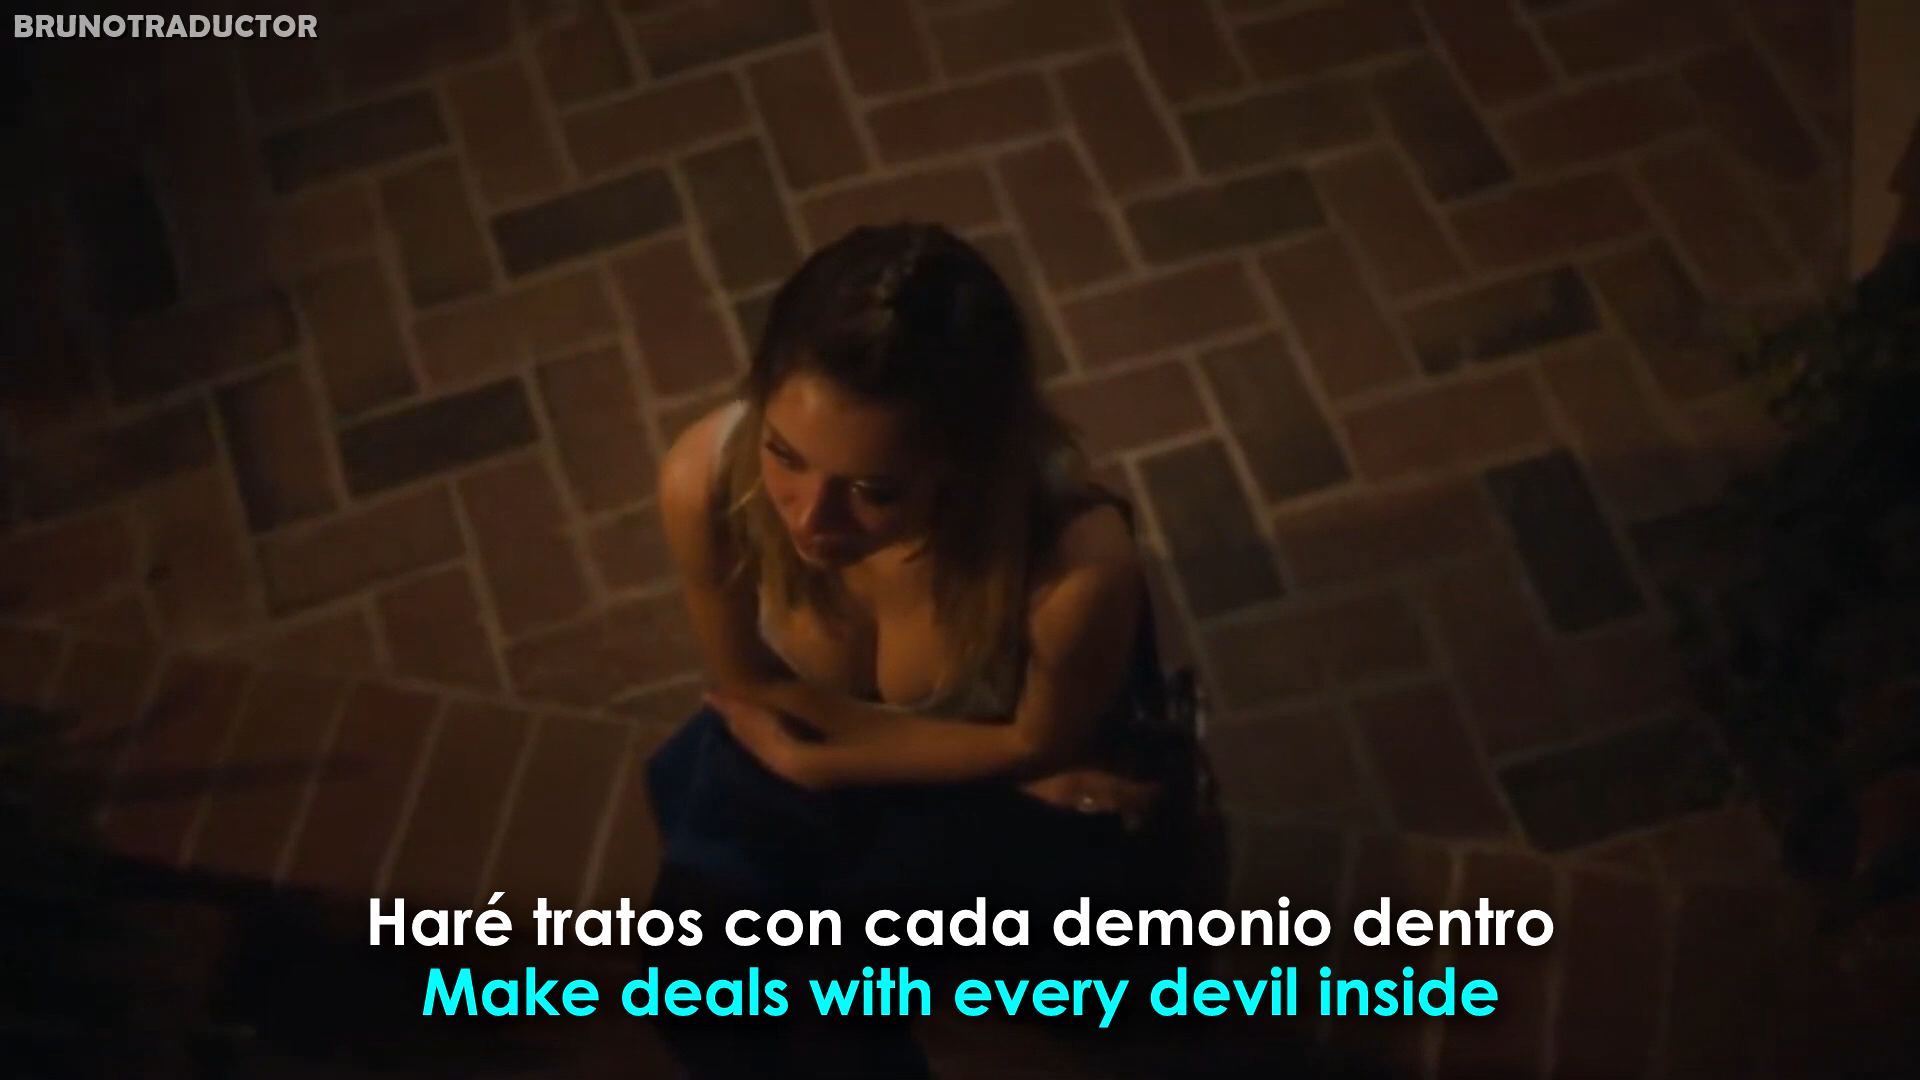 BRUNOTRADUCTOR
Haré tratos con cada demonio dentro
Make deals with every devil inside